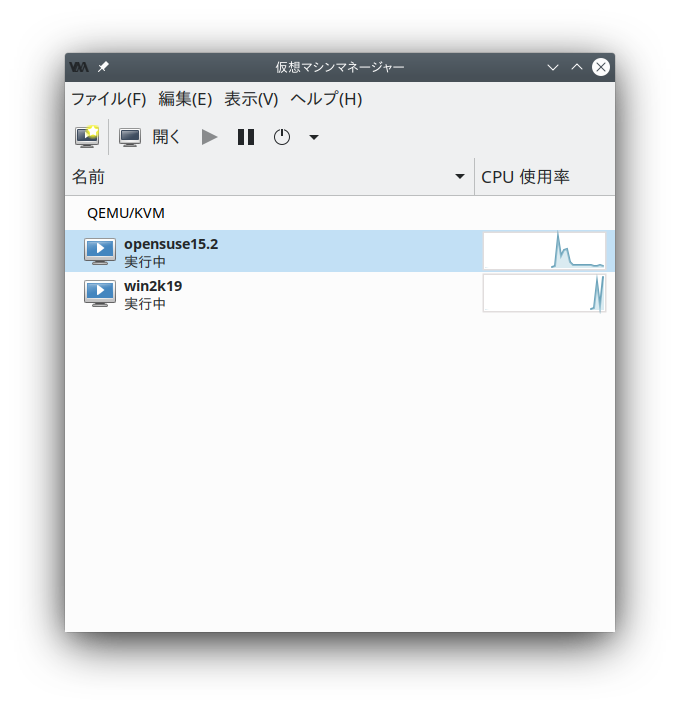 仮想マシンマネージャー
ファイル(F) 編集(E) 表示(V) ヘルプ(H)
開く
名前 CPU 使用率
QEMU/KVM
opensuse15.2
実行中
win2k19
実行中